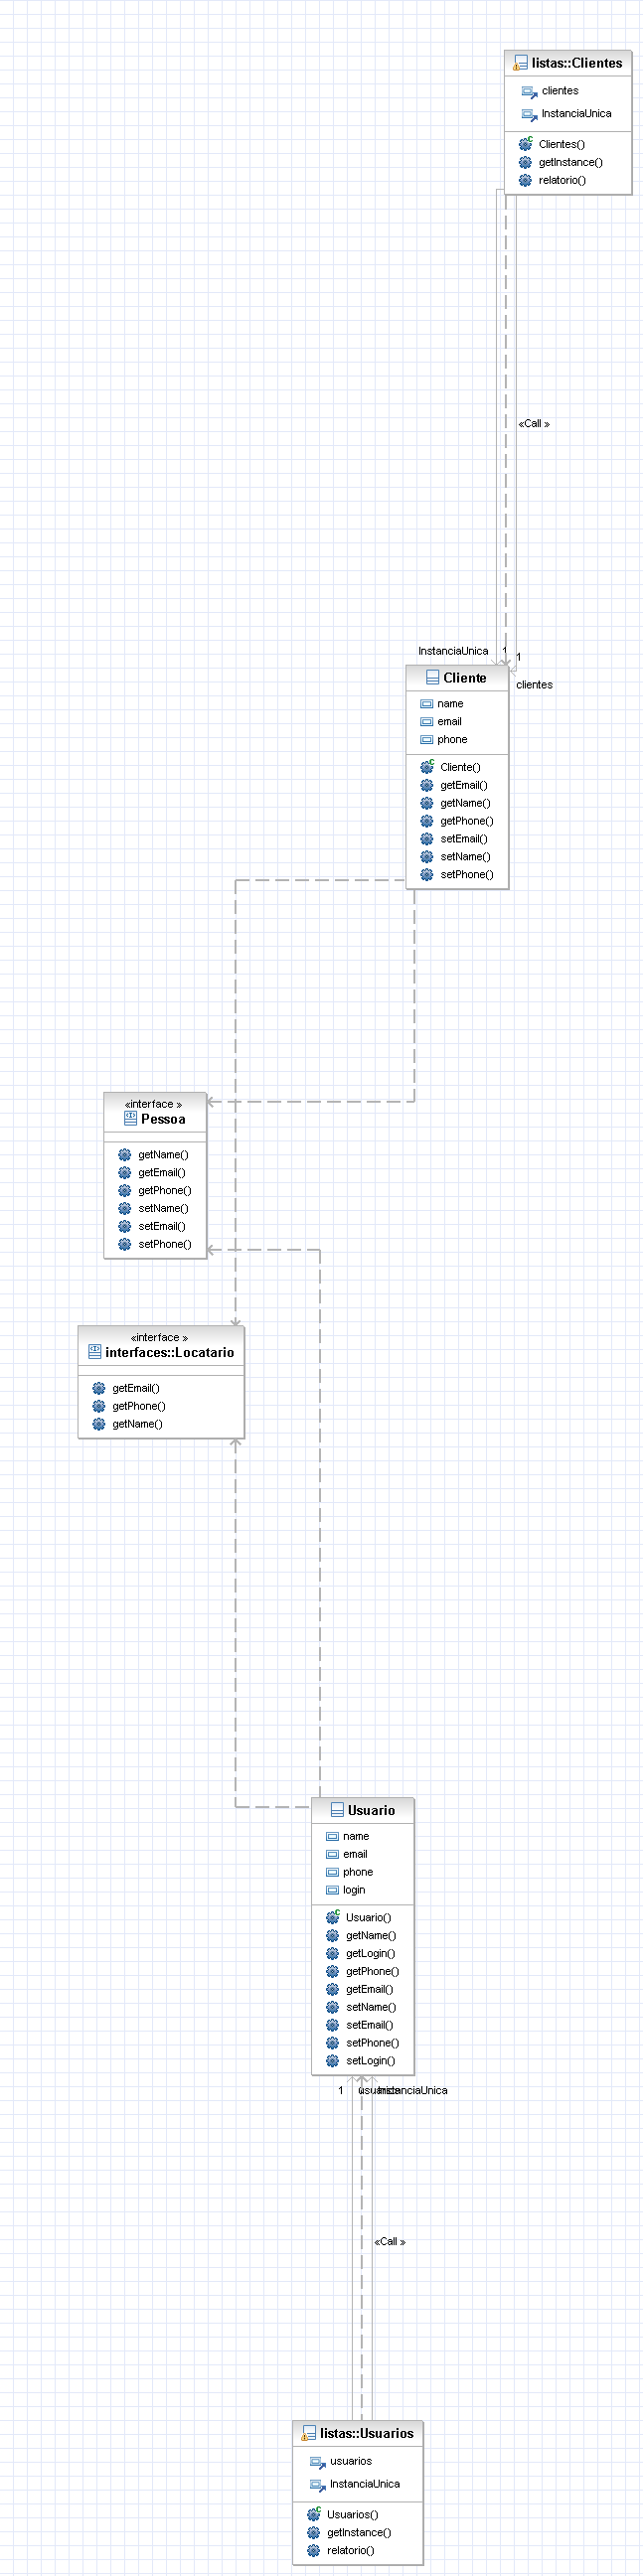 listas::Clientes
clientes
InstanciaUnica
Clientes()
getInstance()
relatorio()
«Call »
InstanciaUnica
1
1
clientes
Cliente
name
email
phone
Cliente()
getEmail()
getName()
getPhone()
setEmail()
setName()
setPhone()
«interface »
Pessoa
getName()
getEmail()
getPhone()
setName()
setEmail()
setPhone()
«interface »
interfaces::Locatario
getEmail()
getPhone()
getName()
Usuario
name
email
phone
login
Usuario()
getName()
getLogin()
getPhone()
getEmail()
setName()
setEmail()
setPhone()
setLogin()
1
usuarios
InstanciaUnica
«Call »
listas::Usuarios
usuarios
InstanciaUnica
Usuarios()
getInstance()
relatorio()